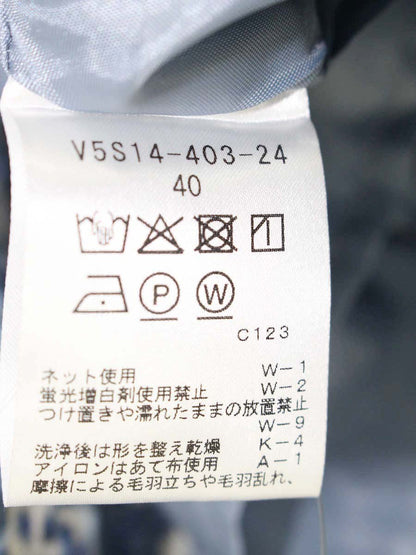 V5S14-403-24
40
P W
C123
ネット使用 W-1
蛍光増白剤使用禁止 W-2
つけ置きや濡れたままの放置禁止
W-9
洗浄後は形を整え乾燥 K-4
アイロンはあて布使用 A-1
摩擦による毛羽立ちや毛羽乱れ、